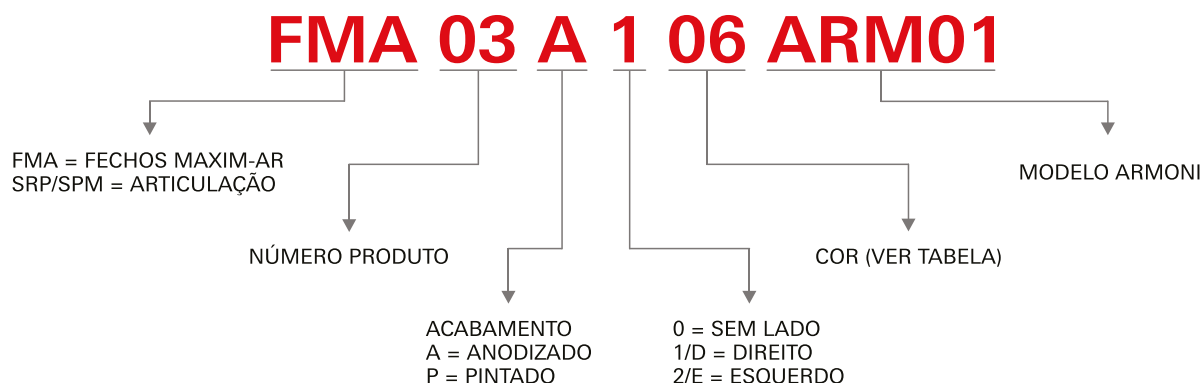 FMA 03 A 1 06 ARM01
FMA = FECHOS MAXIM-AR
SRP/SPM = ARTICULAÇÃO
MODELO ARMONI
NÚMERO PRODUTO
COR (VER TABELA)
ACABAMENTO
A = ANODIZADO
P = PINTADO
0 = SEM LADO
1/D = DIREITO
2/E = ESQUERDO